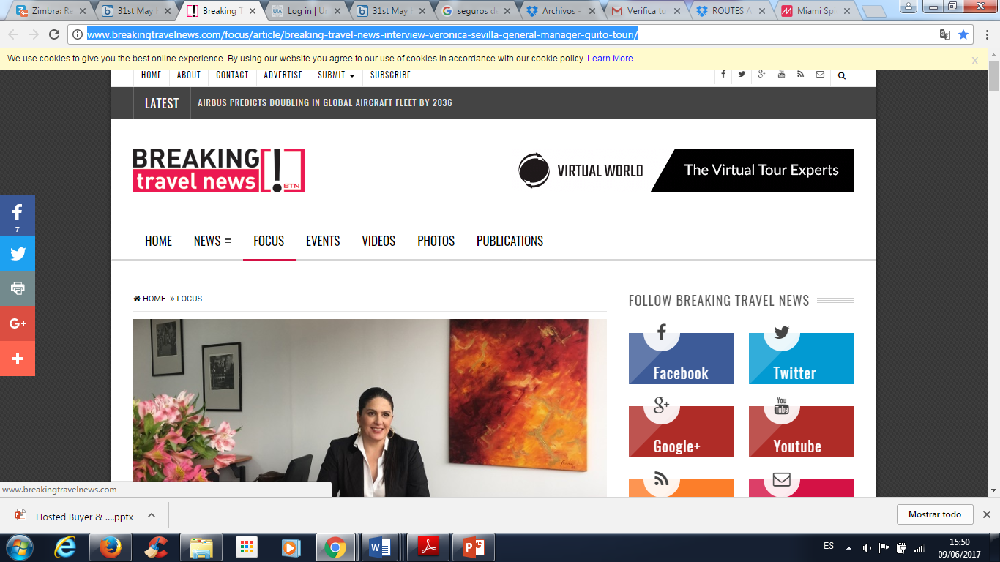 Zimbra: Re
31st May
Breaking T
Log in | U
31st May
seguros d
Archivos -
Verifica tu
ROUTES A
Miami Spi
www.breakingtravelnews.com/focus/article/breaking-travel-news-interview-veronica-sevilla-general-manager-quito-touri/
We use cookies to give you the best online experience. By using our website you agree to our use of cookies in accordance with our cookie policy. Learn More
x
HOME ABOUT CONTACT ADVERTISE SUBMIT SUBSCRIBE
LATEST AIRBUS PREDICTS DOUBLING IN GLOBAL AIRCRAFT FLEET BY 2036
BREAKING
travel news
BTN
VIRTUAL WORLD The Virtual Tour Experts
7
G+
HOME NEWS FOCUS EVENTS VIDEOS PHOTOS PUBLICATIONS
HOME » FOCUS
FOLLOW BREAKING TRAVEL NEWS
Facebook
Twitter
Google+
You Tube
Youtube
www.breakingtravelnews.com
Hosted Buyer & ....pptx
Mostrar todo
ES
15:50
09/06/2017